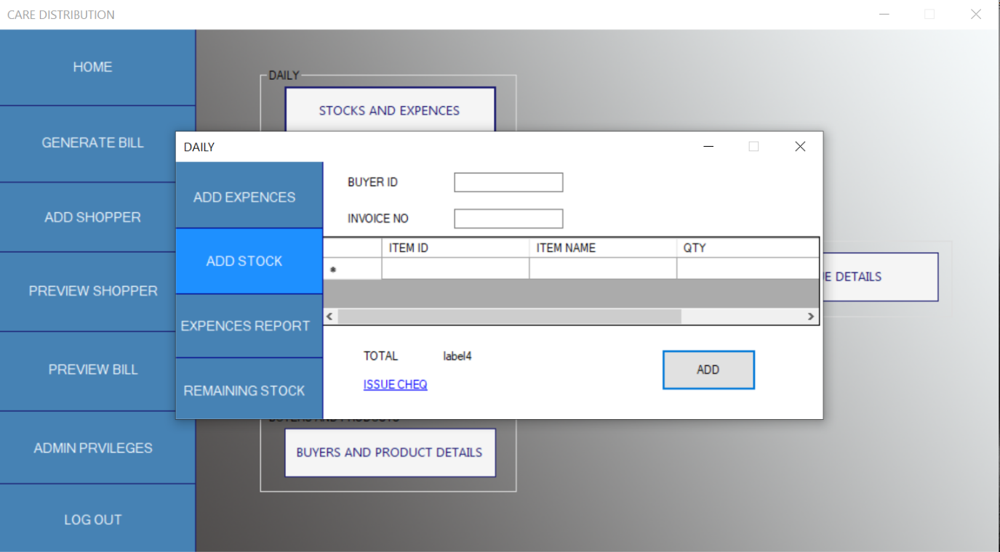 CARE DISTRIBUTION
HOME
GENERATE BILL
ADD SHOPPER
PREVIEW SHOPPER
PREVIEW BILL
ADMIN PRVILEGES
LOG OUT
DAILY
STOCKS AND EXPENCES
DAILY
ADD EXPENCES
ADD STOCK
EXPENCES REPORT
REMAINING STOCK
BUYER ID
INVOICE NO
ITEM ID ITEM NAME QTY
*
TOTAL label4
ISSUE CHEQ
ADD
DETAILS
BUYERS AND PRODUCT DETAILS